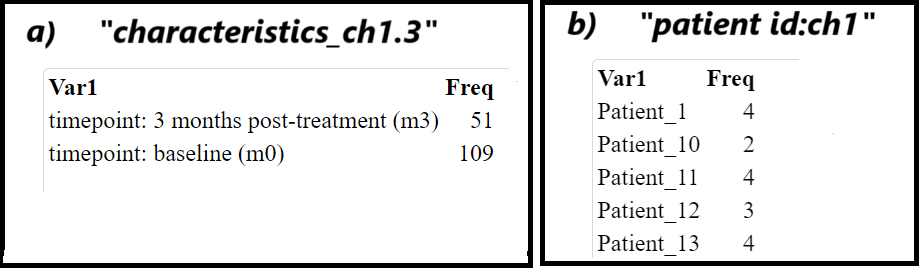 a) "characteristics_ch1.3"
Var1 Freq
timepoint: 3 months post-treatment (m3) 51
timepoint: baseline (m0) 109
b) "patient id:ch1"
Var1 Freq
Patient_1 4
Patient_10 2
Patient_11 4
Patient_12 3
Patient_13 4